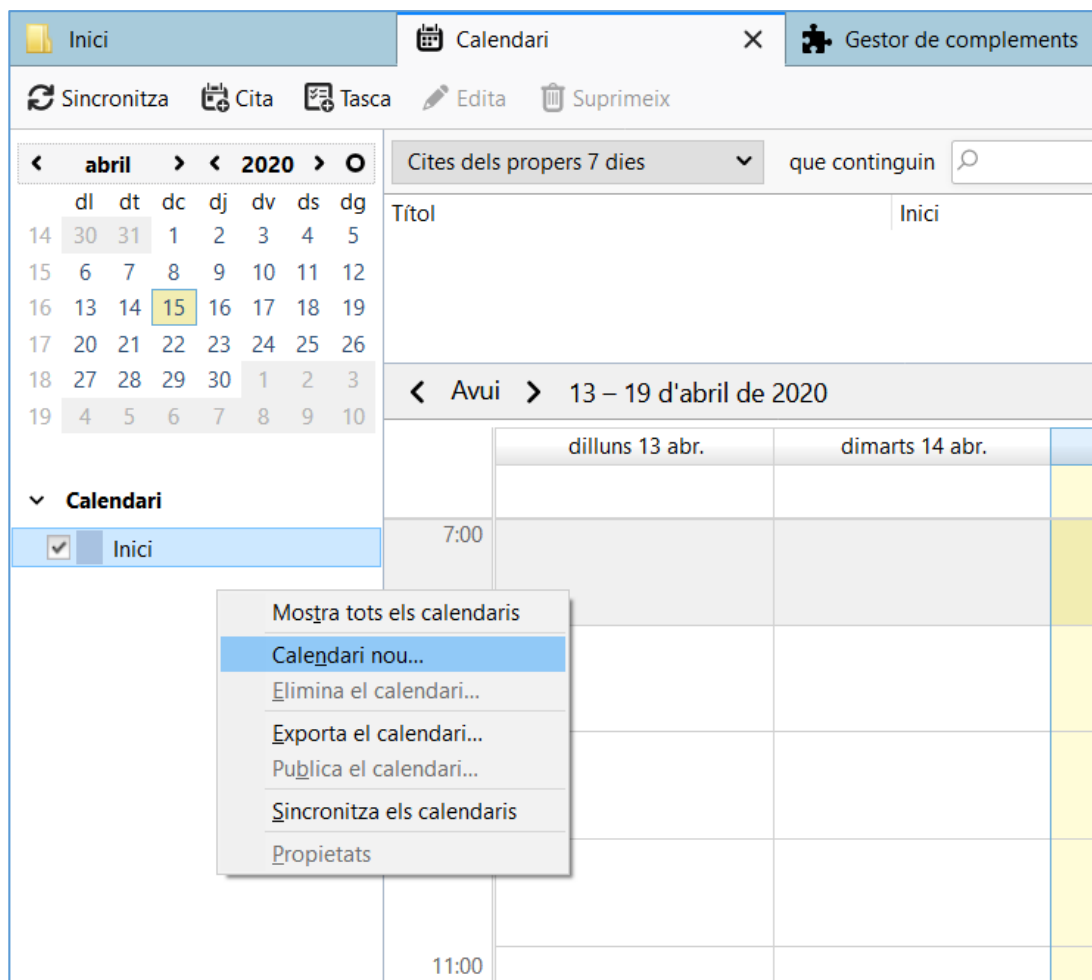 Inici Calendari Gestor de complements
Sincronitza Cita Tasca Edita Suprimeix
abril 2020
dl dt dc dj dv ds dg
14 30 31 1 2 3 4 5
15 6 7 8 9 10 11 12
16 13 14 15 16 17 18 19
17 20 21 22 23 24 25 26
18 27 28 29 30 1 2 3
19 4 5 6 7 8 9 10
Calendari
Inici
Cites dels propers 7 dies que continguin
Títol Inici
Avui 13 – 19 d'abril de 2020
dilluns 13 abr. dimarts 14 abr.
7:00
11:00
Mostra tots els calendaris
Calendari nou...
Elimina el calendari...
Exporta el calendari...
Publica el calendari...
Sincronitza els calendaris
Propietats